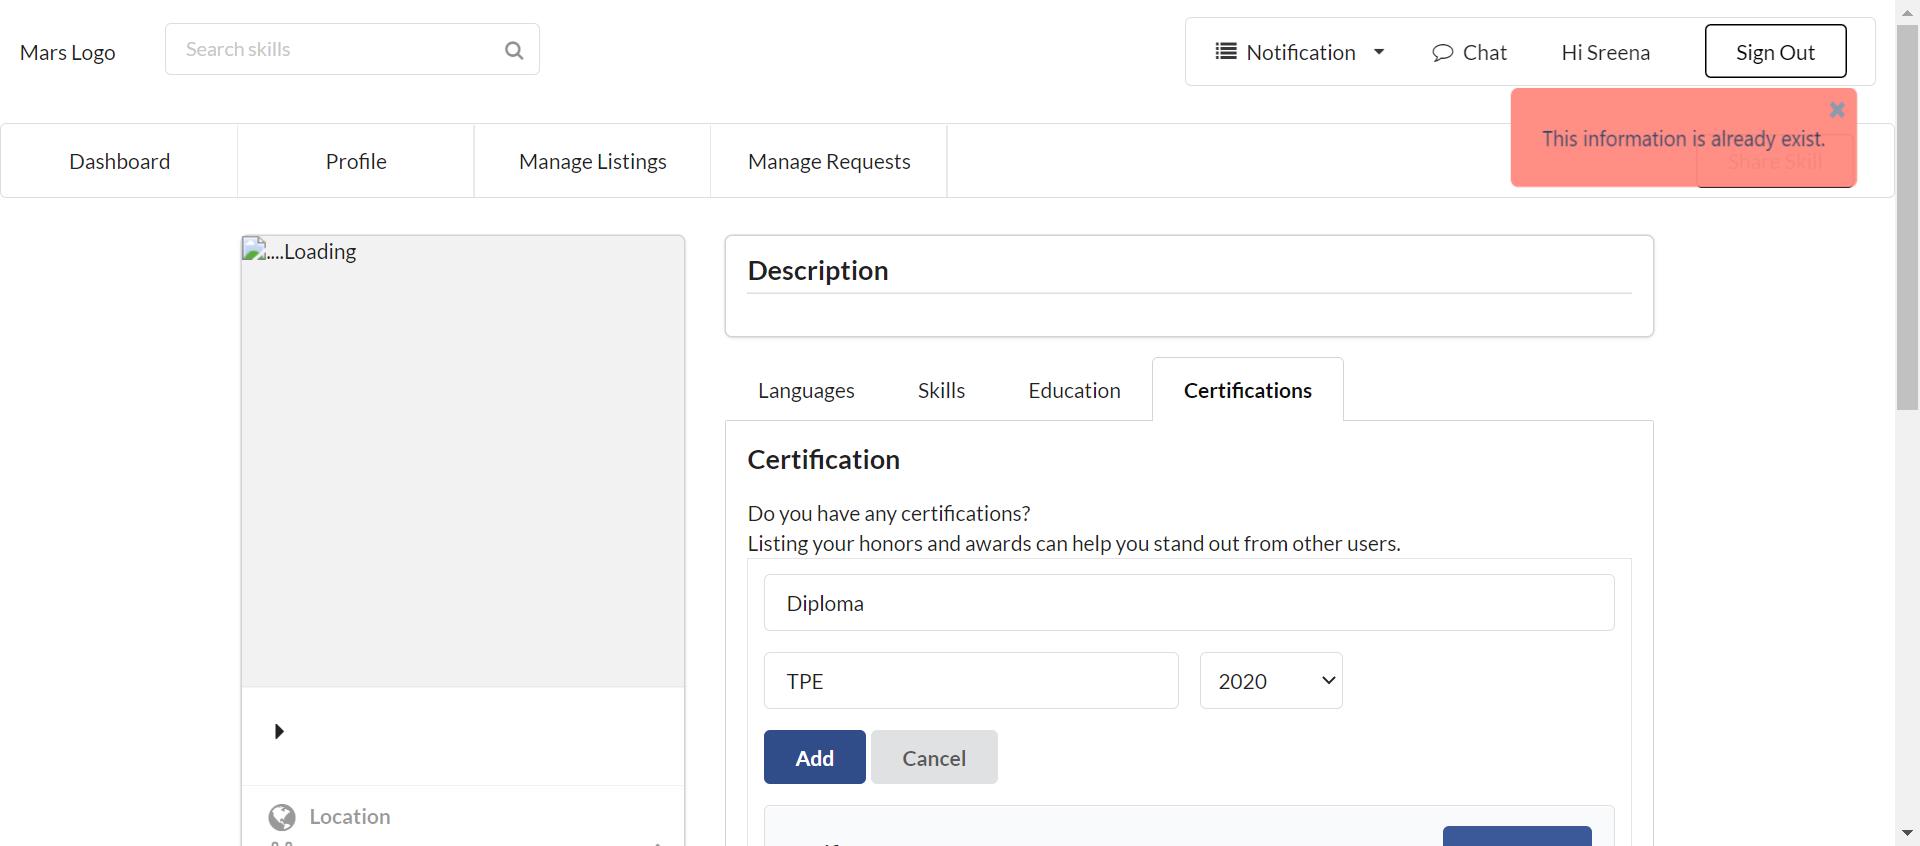 Mars Logo
Search skills
Notification
Chat
Hi Sreena
Sign Out
This information is already exist.
Share Skill
Dashboard
Profile
Manage Listings
Manage Requests
....Loading
Description
Languages
Skills
Education
Certifications
Certification
Do you have any certifications?
Listing your honors and awards can help you stand out from other users.
Diploma
TPE
2020
Add
Cancel
Location